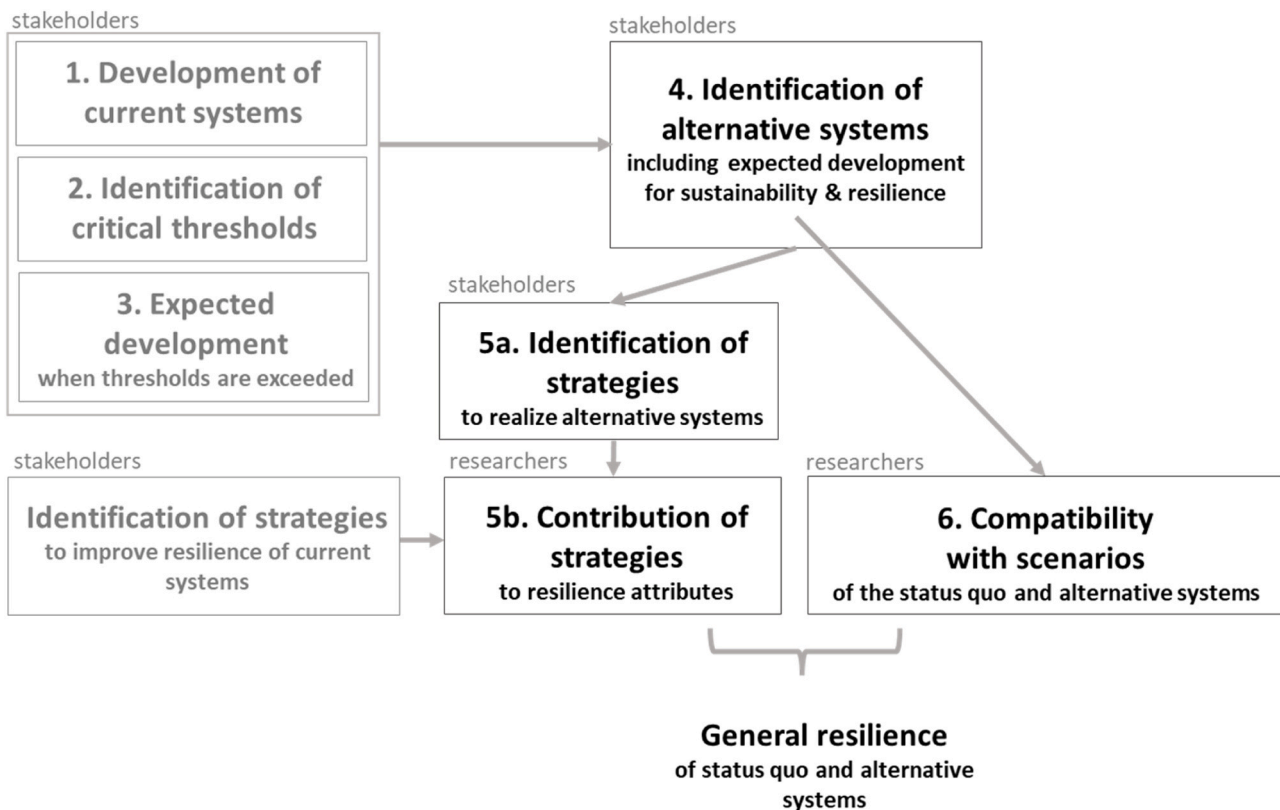 stakeholders
1. Development of
current systems
2. Identification of
critical thresholds
3. Expected
development
when thresholds are exceeded
stakeholders
4. Identification of
alternative systems
including expected development
for sustainability & resilience
stakeholders
5a. Identification of
strategies
to realize alternative systems
stakeholders
Identification of strategies
to improve resilience of current
systems
researchers
5b. Contribution of
strategies
to resilience attributes
researchers
6. Compatibility
with scenarios
of the status quo and alternative systems
General resilience
of status quo and alternative
systems